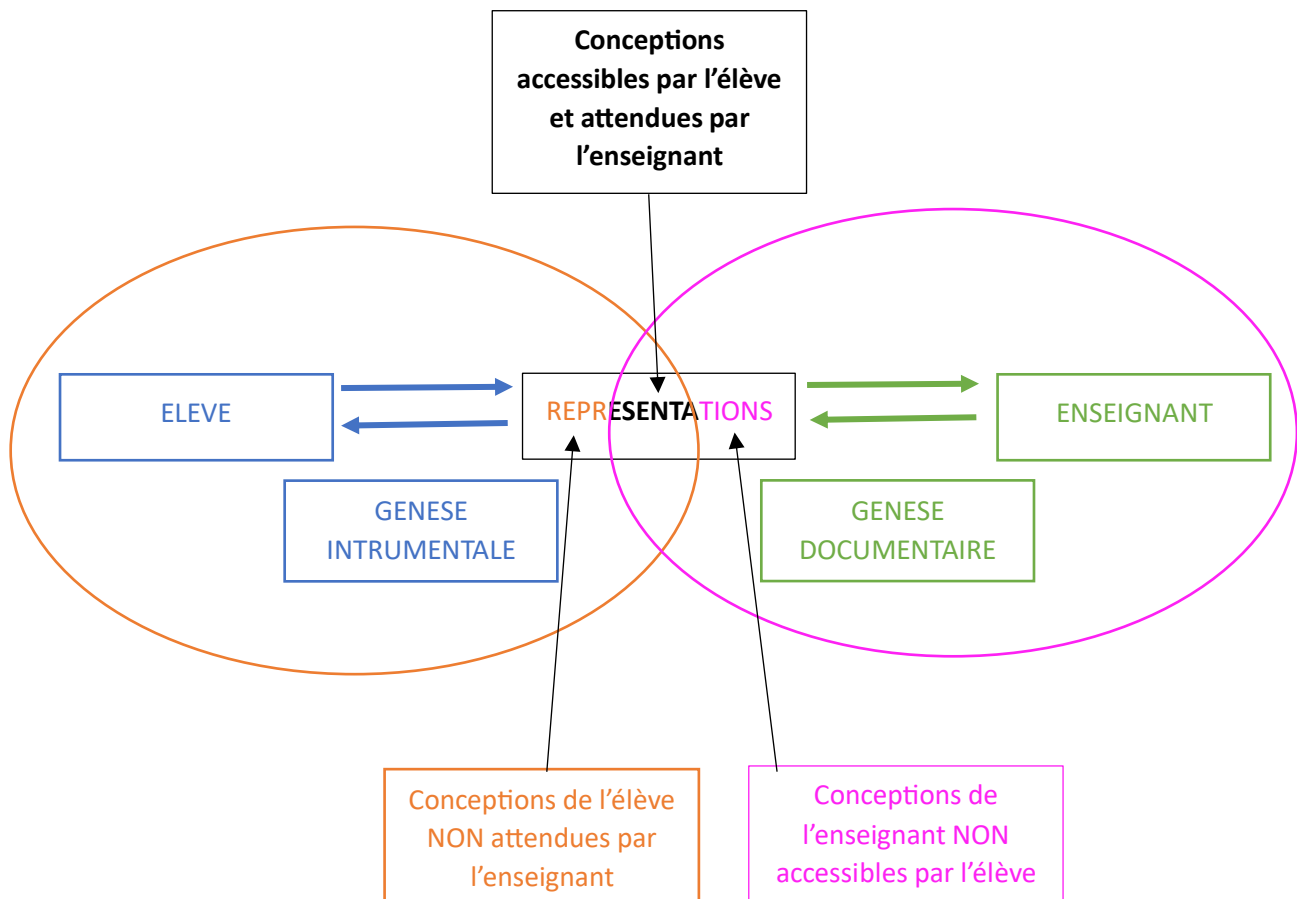 Conceptions
accessibles par l’élève
et attendues par
l’enseignant
ELEVE
REPRESENTATIONS
ENSEIGNANT
GENESE
INTRUMENTALE
GENESE
DOCUMENTAIRE
Conceptions de l’élève
NON attendues par
l’enseignant
Conceptions de
l’enseignant NON
accessibles par l’élève